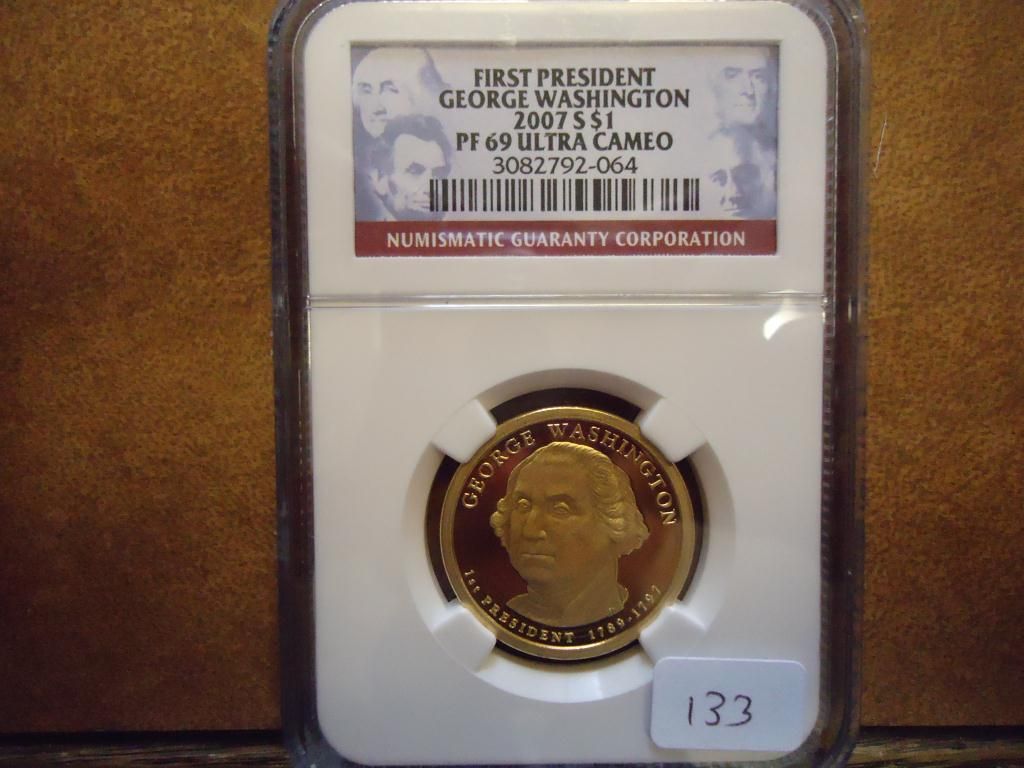 FIRST PRESIDENT
GEORGE WASHINGTON
2007 S $1
PF 69 ULTRA CAMEO
3082792-064
NUMISMATIC GUARANTY CORPORATION
GEORGE WASHINGTON
1st PRESIDENT 1789-1797
133